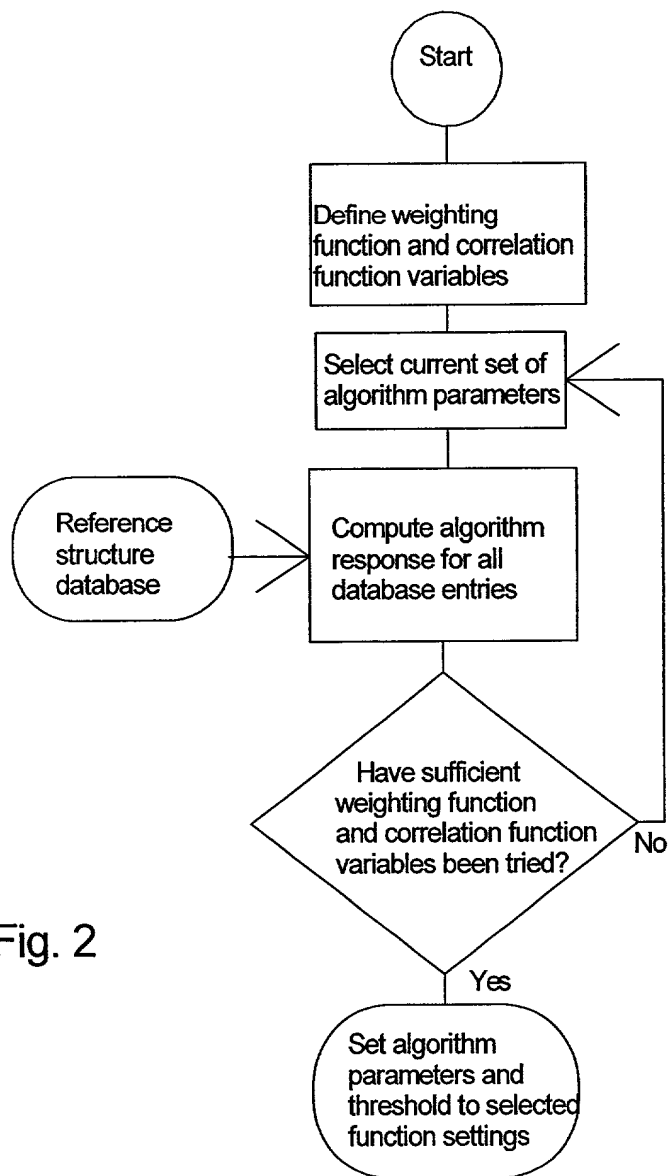 Start
Define weighting
function and correlation
function variables
Select current set of
algorithm parameters
Reference
structure
database
Compute algorithm
response for all
database entries
Have sufficient
weighting function
and correlation function
variables been tried?
No
Fig. 2
Yes
Set algorithm
parameters and
threshold to selected
function settings